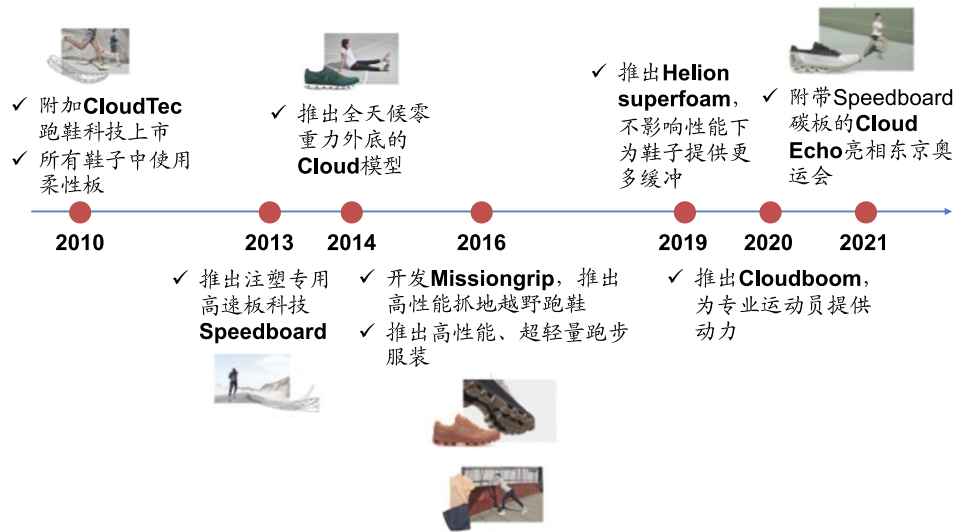 ✓ 附加CloudTec
跑鞋科技上市
✓ 所有鞋子中使用
柔性板
✓ 推出全天候零
重力外底的
Cloud模型
✓ 推出Helion
superfoam，
不影响性能下
为鞋子提供更
多缓冲
✓ 附带Speedboard
碳板的Cloud
Echo亮相东京奥
运会
2010
2013
2014
2016
2019
2020
2021
✓ 推出注塑专用
高速板科技
Speedboard
✓ 开发Missiongrip，推出
高性能抓地越野跑鞋
✓ 推出高性能、超轻量跑步
服装
✓ 推出Cloudboom，
为专业运动员提供
动力